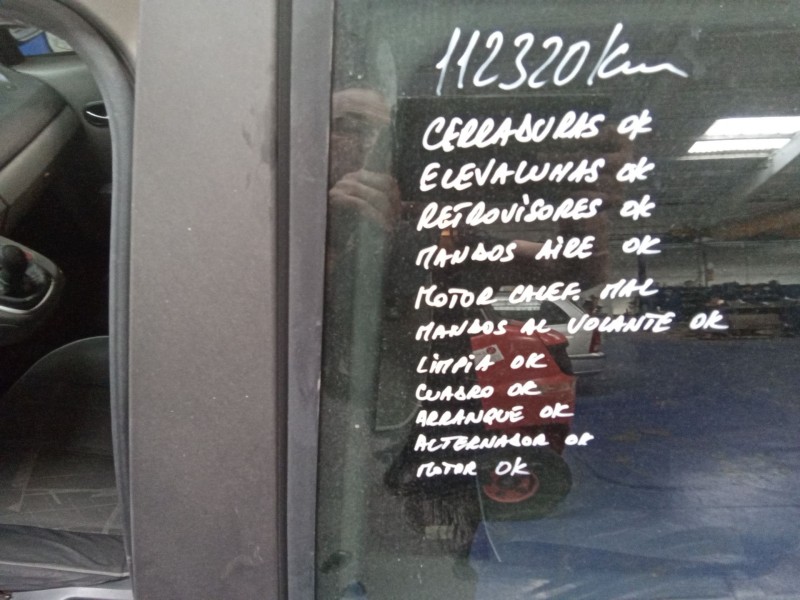 112320 Km
CERRADURAS OK
ELEVALUNAS OK
RETROVISORES OK
MANDOS AIRE OK
MOTOR CALEF. MAL
MANDOS AL VOLANTE OK
LIMPIA OK
CUADRO OK
ARRANQUE OK
ALTERNADOR OK
MOTOR OK